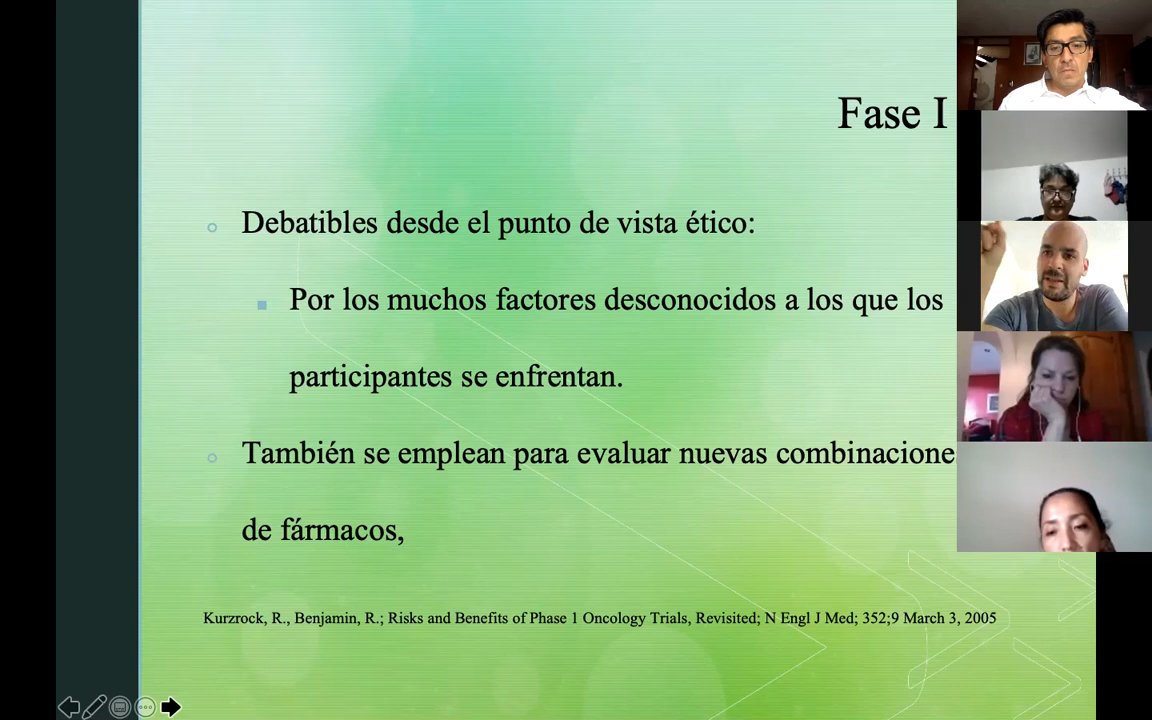 Fase I
Debatibles desde el punto de vista ético:
Por los muchos factores desconocidos a los que los
participantes se enfrentan.
También se emplean para evaluar nuevas combinacione
de fármacos,
Kurzrock, R., Benjamin, R.; Risks and Benefits of Phase 1 Oncology Trials, Revisited; N Engl J Med; 352;9 March 3, 2005